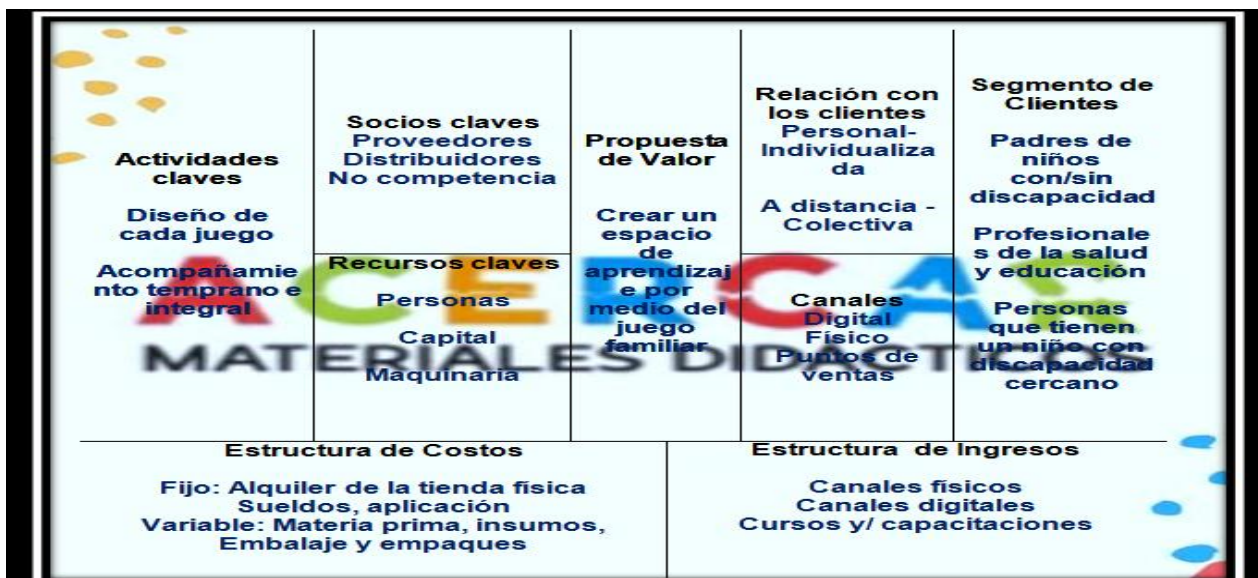 Actividades
claves
Diseño de
cada juego
Acompañamie
nto temprano e
integral
Socios claves
Proveedores
Distribuidores
No competencia
Recursos claves
Personas
Capital
Maquinaria
Propuesta
de Valor
Crear un
espacio
de
aprendizaj
e por
medio del
juego
familiar
Relación con
los clientes
Personal-
Individualiza
da
A distancia -
Colectiva
Canales
Digital
Físico
Puntos de
ventas
Segmento de
Clientes
Padres de
niños
con/sin
discapacidad
Profesionale
s de la salud
y educación
Personas
que tienen
un niño con
discapacidad
cercano
ACERCAS
MATERIALES DIDACTICOS
Estructura de Costos
Fijo: Alquiler de la tienda física
Sueldos, aplicación
Variable: Materia prima, insumos,
Embalaje y empaques
Estructura de Ingresos
Canales físicos
Canales digitales
Cursos y/ capacitaciones